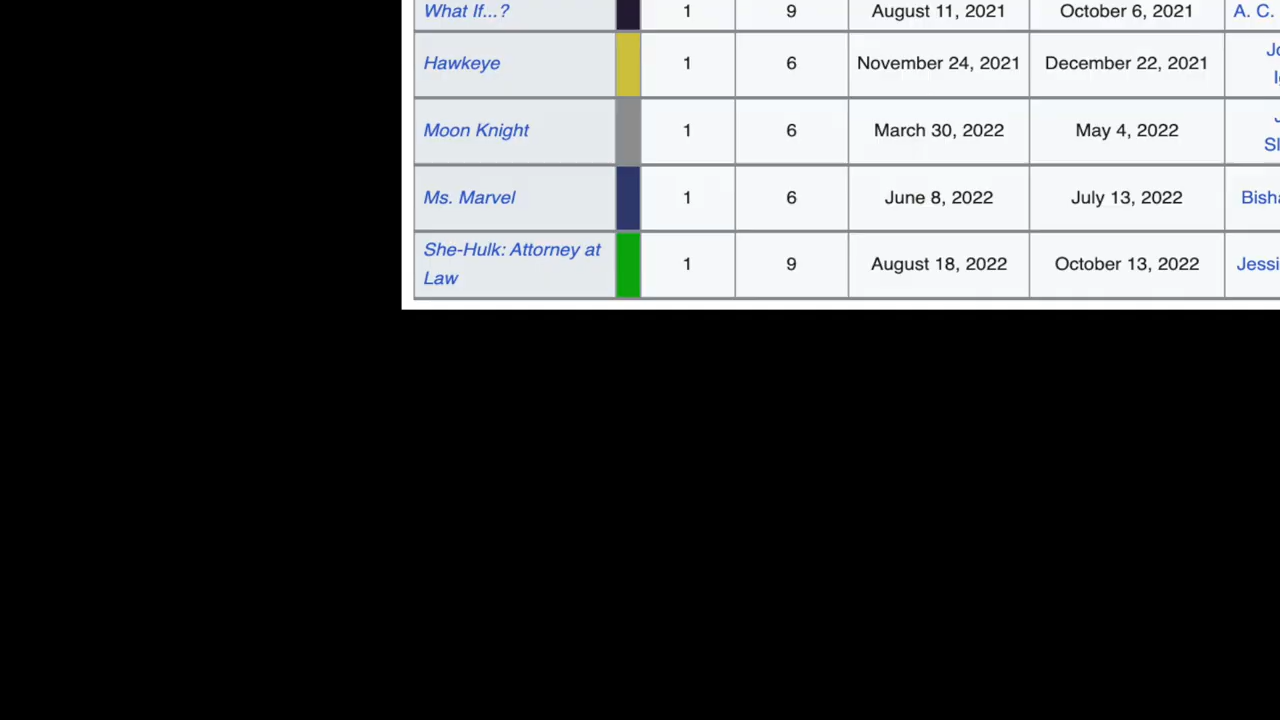 What If...? 1 9 August 11, 2021 October 6, 2021 A. C.
Hawkeye 1 6 November 24, 2021 December 22, 2021
Moon Knight 1 6 March 30, 2022 May 4, 2022
Ms. Marvel 1 6 June 8, 2022 July 13, 2022
She-Hulk: Attorney at
Law 1 9 August 18, 2022 October 13, 2022